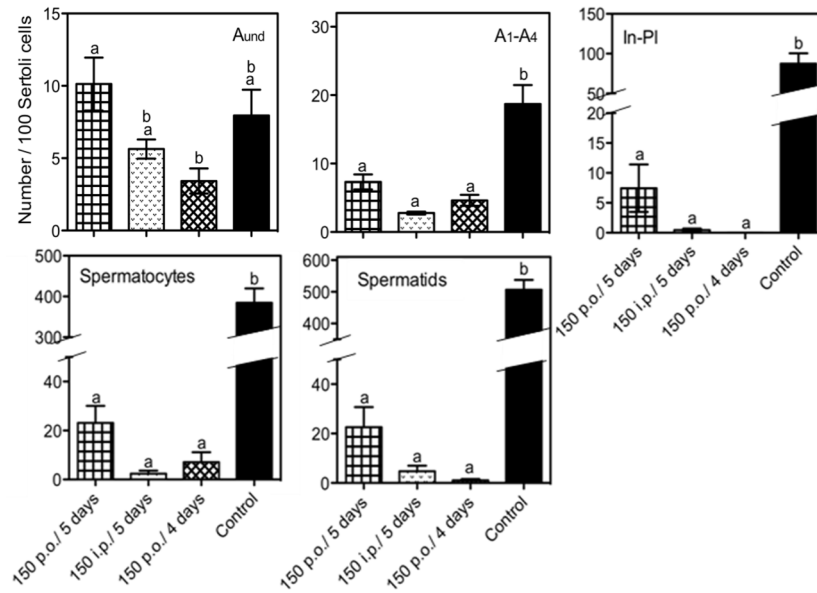 Number / 100 Sertoli cells
15
10
5
0
Aund
a
b
a
b
b
a
30
20
10
0
A1-A4
a
a
a
b
150
100
50
20
15
10
5
0
In-Pl
a
a
a
b
150 p.o./ 5 days
150 i.p./ 5 days
150 p.o./ 4 days
Control
500
400
300
40
20
0
Spermatocytes
a
a
a
b
150 p.o./ 5 days
150 i.p./ 5 days
150 p.o./ 4 days
Control
600
500
400
40
20
0
Spermatids
a
a
a
b
150 p.o./ 5 days
150 i.p./ 5 days
150 p.o./ 4 days
Control